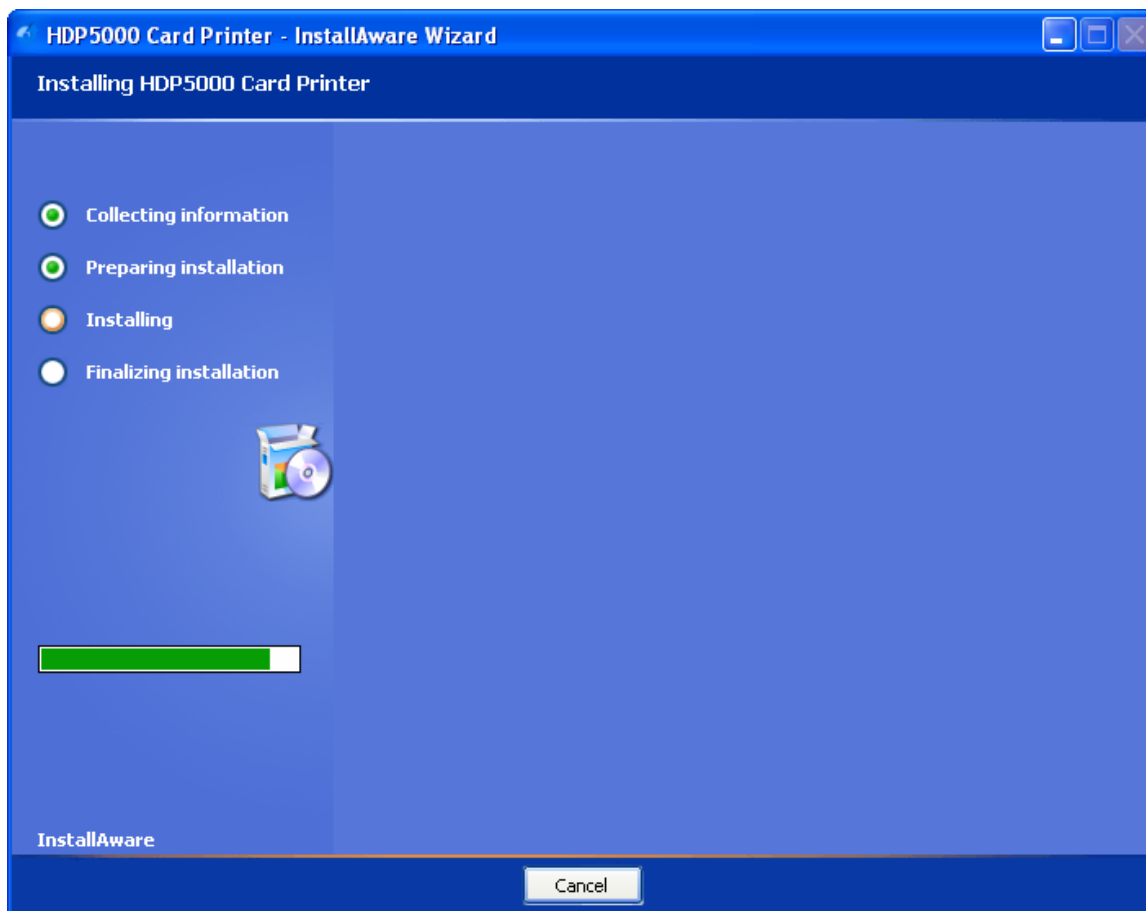 HDP5000 Card Printer - InstallAware Wizard
Installing HDP5000 Card Printer
Collecting information
Preparing installation
Installing
Finalizing installation
InstallAware
Cancel